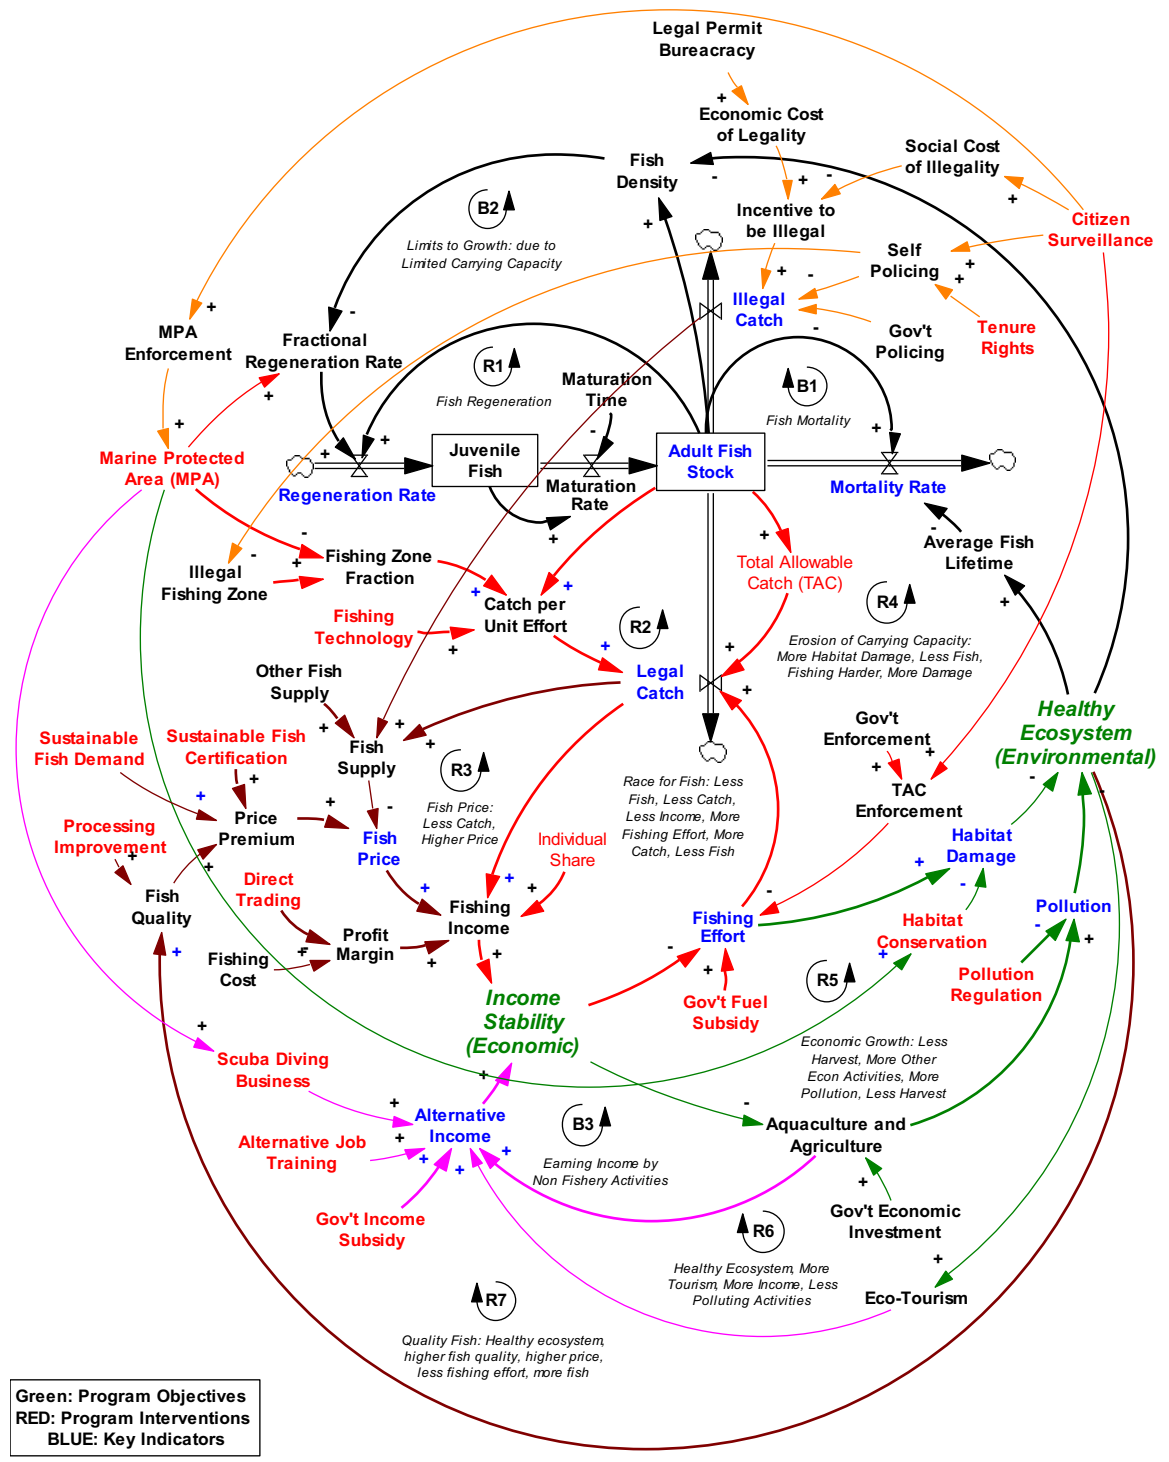 Legal Permit
Bureacracy
Economic Cost
of Legality
Social Cost
of Illegality
Fish
Density
B2
Limits to Growth: due to
Limited Carrying Capacity
Incentive to
be Illegal
Citizen
Surveillance
Self
Policing
Illegal
Catch
Gov't
Policing
Tenure
Rights
MPA
Enforcement
Fractional
Regeneration Rate
R1
Fish Regeneration
Maturation
Time
B1
Fish Mortality
Marine Protected
Area (MPA)
Juvenile
Fish
Adult Fish
Stock
Regeneration Rate
Maturation
Rate
Mortality Rate
Average Fish
Lifetime
Illegal
Fishing Zone
Fishing Zone
Fraction
Total Allowable
Catch (TAC)
Catch per
Unit Effort
Fishing
Technology
R2
R4
Erosion of Carrying Capacity:
More Habitat Damage, Less Fish,
Fishing Harder, More Damage
Other Fish
Supply
Legal
Catch
Healthy
Ecosystem
(Environmental)
Sustainable
Fish Demand
Sustainable Fish
Certification
Fish
Supply
R3
Fish Price:
Less Catch,
Higher Price
Race for Fish: Less
Fish, Less Catch,
Less Income, More
Fishing Effort, More
Catch, Less Fish
Gov't
Enforcement
TAC
Enforcement
Price
Premium
Processing
Improvement
Fish
Price
Individual
Share
Habitat
Damage
Direct
Trading
Fish
Quality
Fishing
Income
Fishing
Effort
Habitat
Conservation
Pollution
Profit
Margin
Fishing
Cost
Pollution
Regulation
R5
Gov't Fuel
Subsidy
Income
Stability
(Economic)
Economic Growth: Less
Harvest, More Other
Econ Activities, More
Pollution, Less Harvest
Scuba Diving
Business
Alternative
Income
B3
Earning Income by
Non Fishery Activities
Aquaculture and
Agriculture
Alternative Job
Training
Gov't Income
Subsidy
Gov't Economic
Investment
R6
Healthy Ecosystem, More
Tourism, More Income, Less
Polluting Activities
Eco-Tourism
R7
Quality Fish: Healthy ecosystem,
higher fish quality, higher price,
less fishing effort, more fish
Green: Program Objectives
RED: Program Interventions
BLUE: Key Indicators